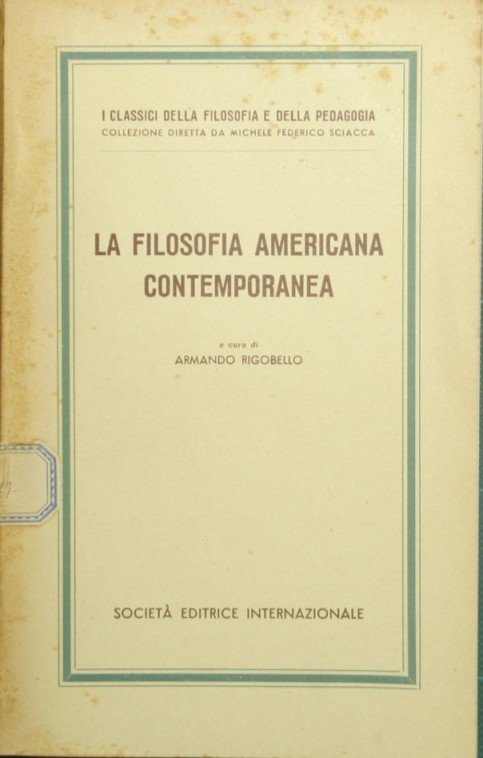 I CLASSICI DELLA FILOSOFIA E DELLA PEDAGOGIA
COLLEZIONE DIRETTA DA MICHELE FEDERICO SCIACCA
LA FILOSOFIA AMERICANA
CONTEMPORANEA
a cura di
ARMANDO RIGOBELLO
SOCIETÀ EDITRICE INTERNAZIONALE